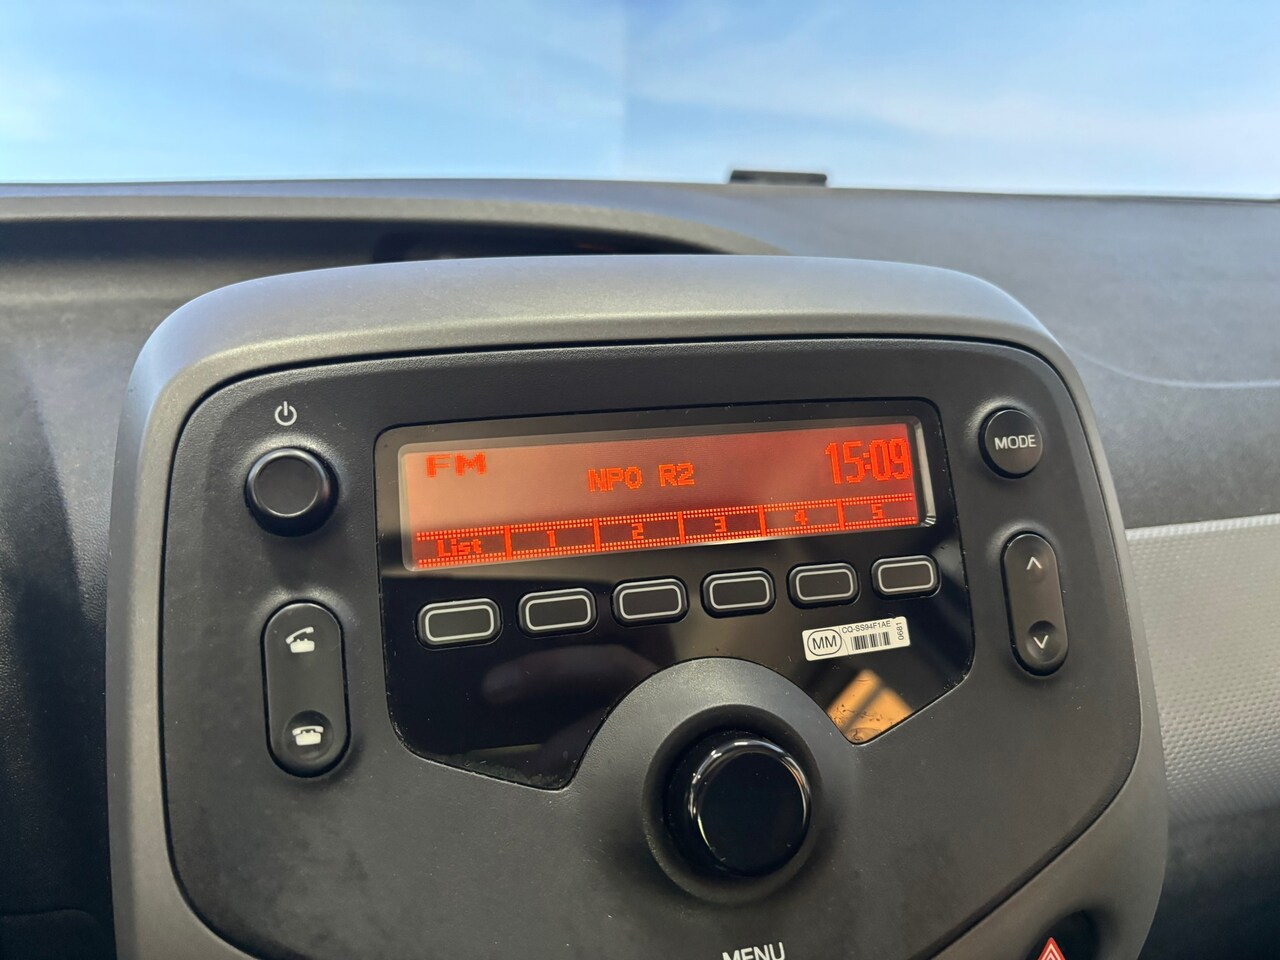 FM
NPO R2
15:09
List 1 2 3 4 5
MODE
MM
CQ-SS94F1AE
0681
MENU